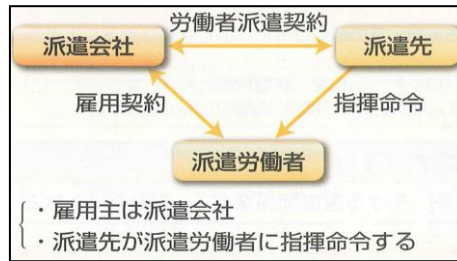 労働者派遣契約
派遣会社
派遣先
雇用契約
指揮命令
派遣労働者
・雇用主は派遣会社
・派遣先が派遣労働者に指揮命令する